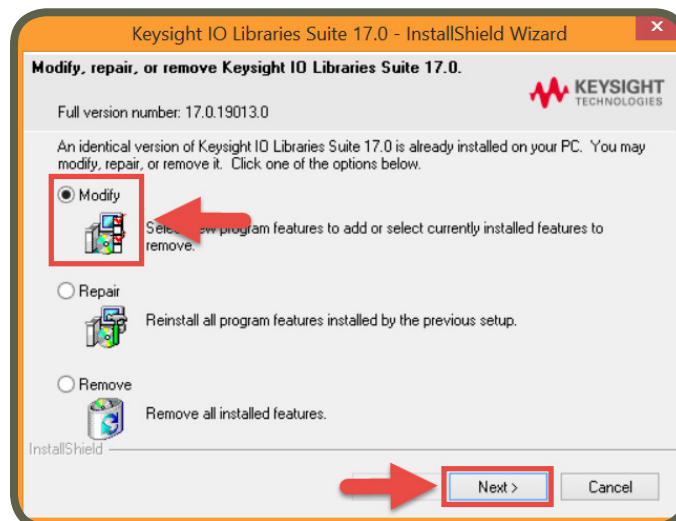 Keysight IO Libraries Suite 17.0 - InstallShield Wizard
Modify, repair, or remove Keysight IO Libraries Suite 17.0.
KEYSIGHT
TECHNOLOGIES
Full version number: 17.0.19013.0
An identical version of Keysight IO Libraries Suite 17.0 is already installed on your PC. You may
modify, repair, or remove it. Click one of the options below.
Modify
program features to add or select currently installed features to
remove.
Repair
Reinstall all program features installed by the previous setup.
Remove
Remove all installed features.
InstallShield
Next >
Cancel